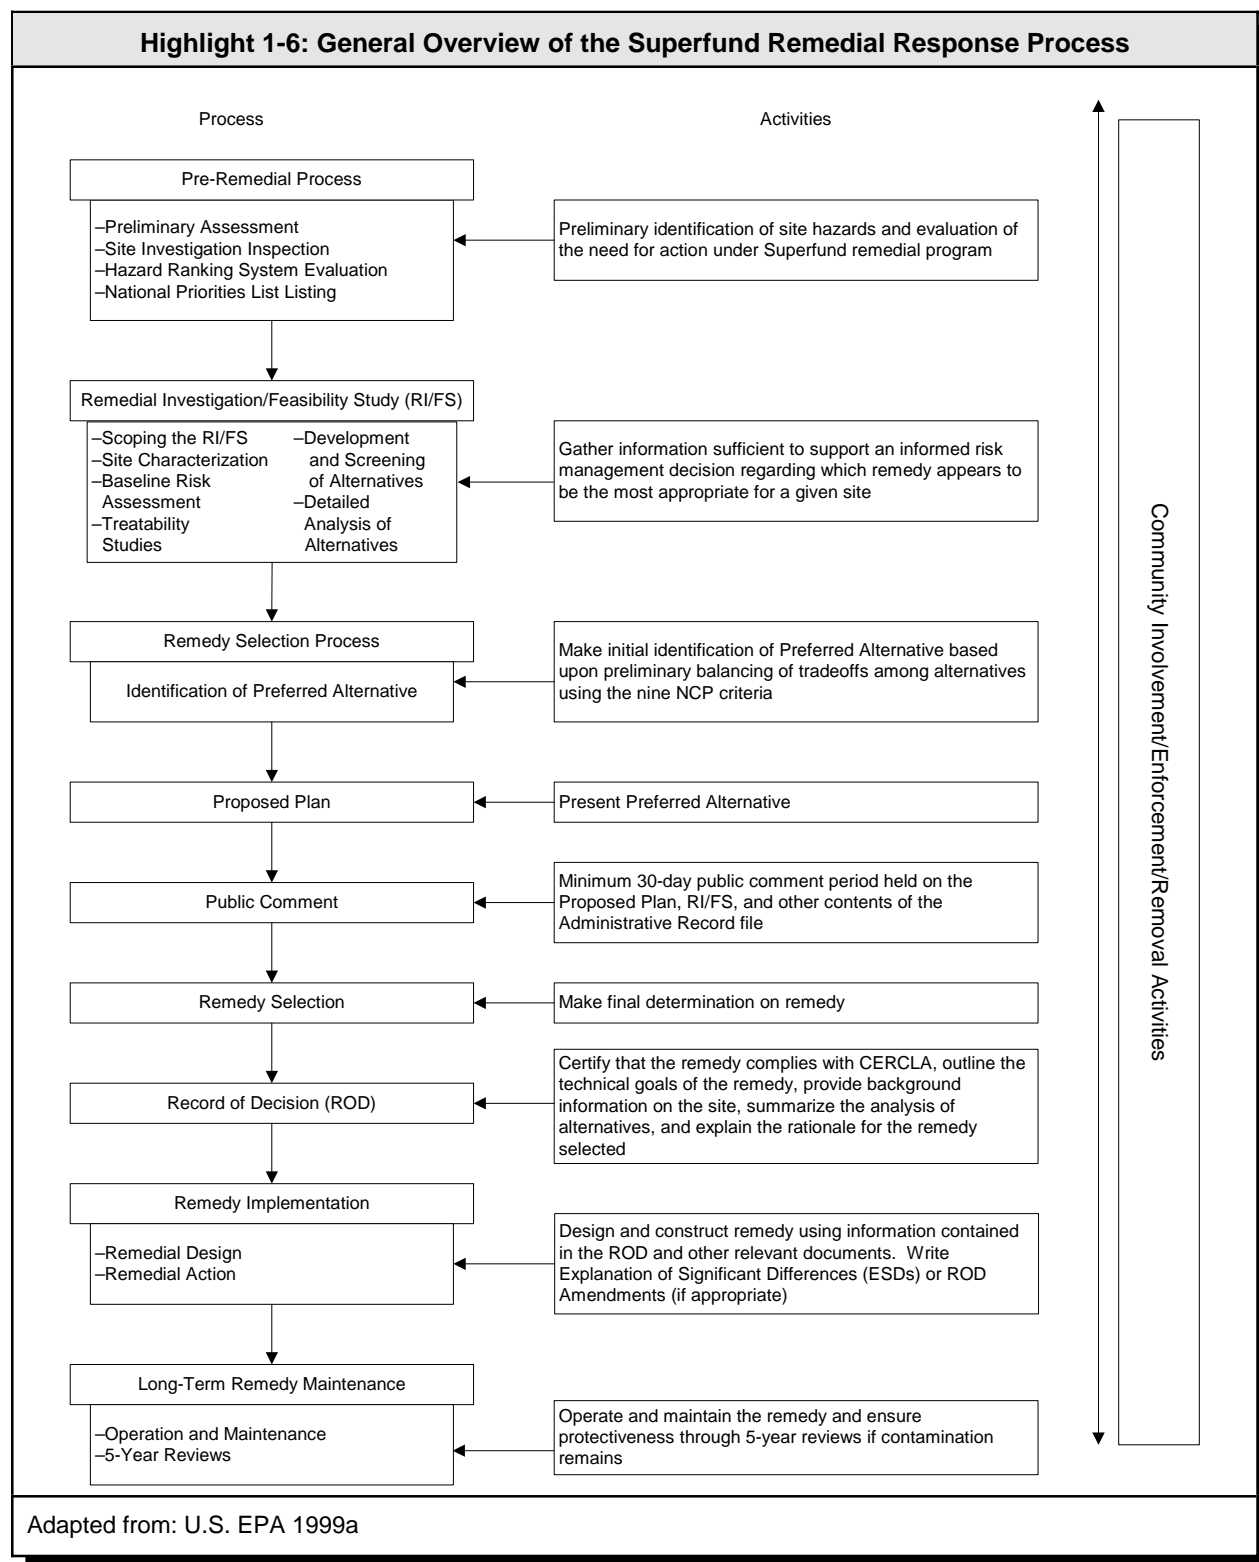 Highlight 1-6: General Overview of the Superfund Remedial Response Process
Process
Activities
Pre-Remedial Process
–Preliminary Assessment
–Site Investigation Inspection
–Hazard Ranking System Evaluation
–National Priorities List Listing
Preliminary identification of site hazards and evaluation of
the need for action under Superfund remedial program
Remedial Investigation/Feasibility Study (RI/FS)
–Scoping the RI/FS
–Site Characterization
–Baseline Risk
Assessment
–Treatability
Studies
–Development
and Screening
of Alternatives
–Detailed
Analysis of
Alternatives
Gather information sufficient to support an informed risk
management decision regarding which remedy appears to
be the most appropriate for a given site
Remedy Selection Process
Identification of Preferred Alternative
Make initial identification of Preferred Alternative based
upon preliminary balancing of tradeoffs among alternatives
using the nine NCP criteria
Proposed Plan
Present Preferred Alternative
Public Comment
Minimum 30-day public comment period held on the
Proposed Plan, RI/FS, and other contents of the
Administrative Record file
Remedy Selection
Make final determination on remedy
Record of Decision (ROD)
Certify that the remedy complies with CERCLA, outline the
technical goals of the remedy, provide background
information on the site, summarize the analysis of
alternatives, and explain the rationale for the remedy
selected
Remedy Implementation
–Remedial Design
–Remedial Action
Design and construct remedy using information contained
in the ROD and other relevant documents.  Write
Explanation of Significant Differences (ESDs) or ROD
Amendments (if appropriate)
Long-Term Remedy Maintenance
–Operation and Maintenance
–5-Year Reviews
Operate and maintain the remedy and ensure
protectiveness through 5-year reviews if contamination
remains
Community Involvement/Enforcement/Removal Activities
Adapted from: U.S. EPA 1999a